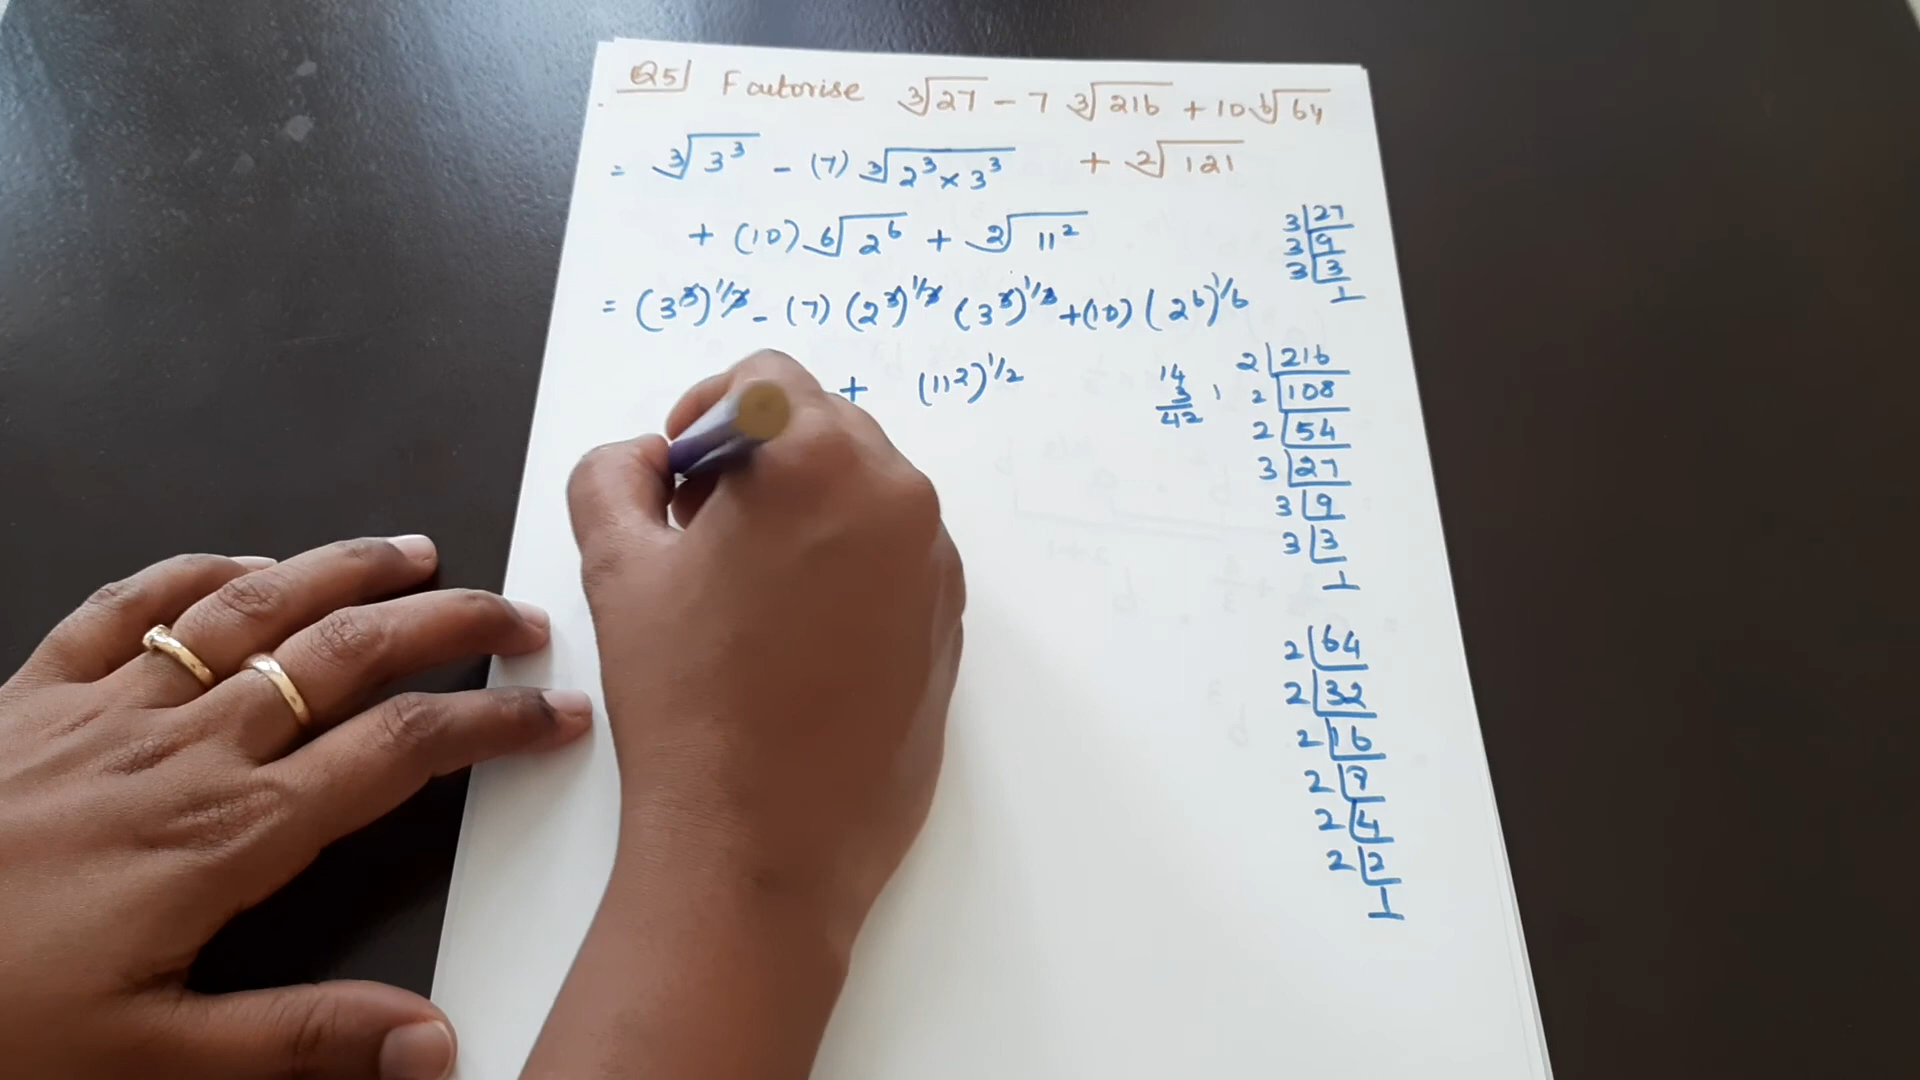 Q5) Factorise ∛27 - 7 ∛216 + 10 ⁶√64
+ ²√121
= ∛3³ - (7) ∛2³ × 3³
+ (10) ⁶√2⁶ + ²√11²
= (3³)^1/3 - (7) (2³)^1/3 (3³)^1/3 + (10) (2⁶)^1/6
+ (11²)^1/2
14
3
42
3 | 27
3 | 9
3 | 3
1
2 | 216
2 | 108
2 | 54
3 | 27
3 | 9
3 | 3
1
2 | 64
2 | 32
2 | 16
2 | 8
2 | 4
2 | 2
1